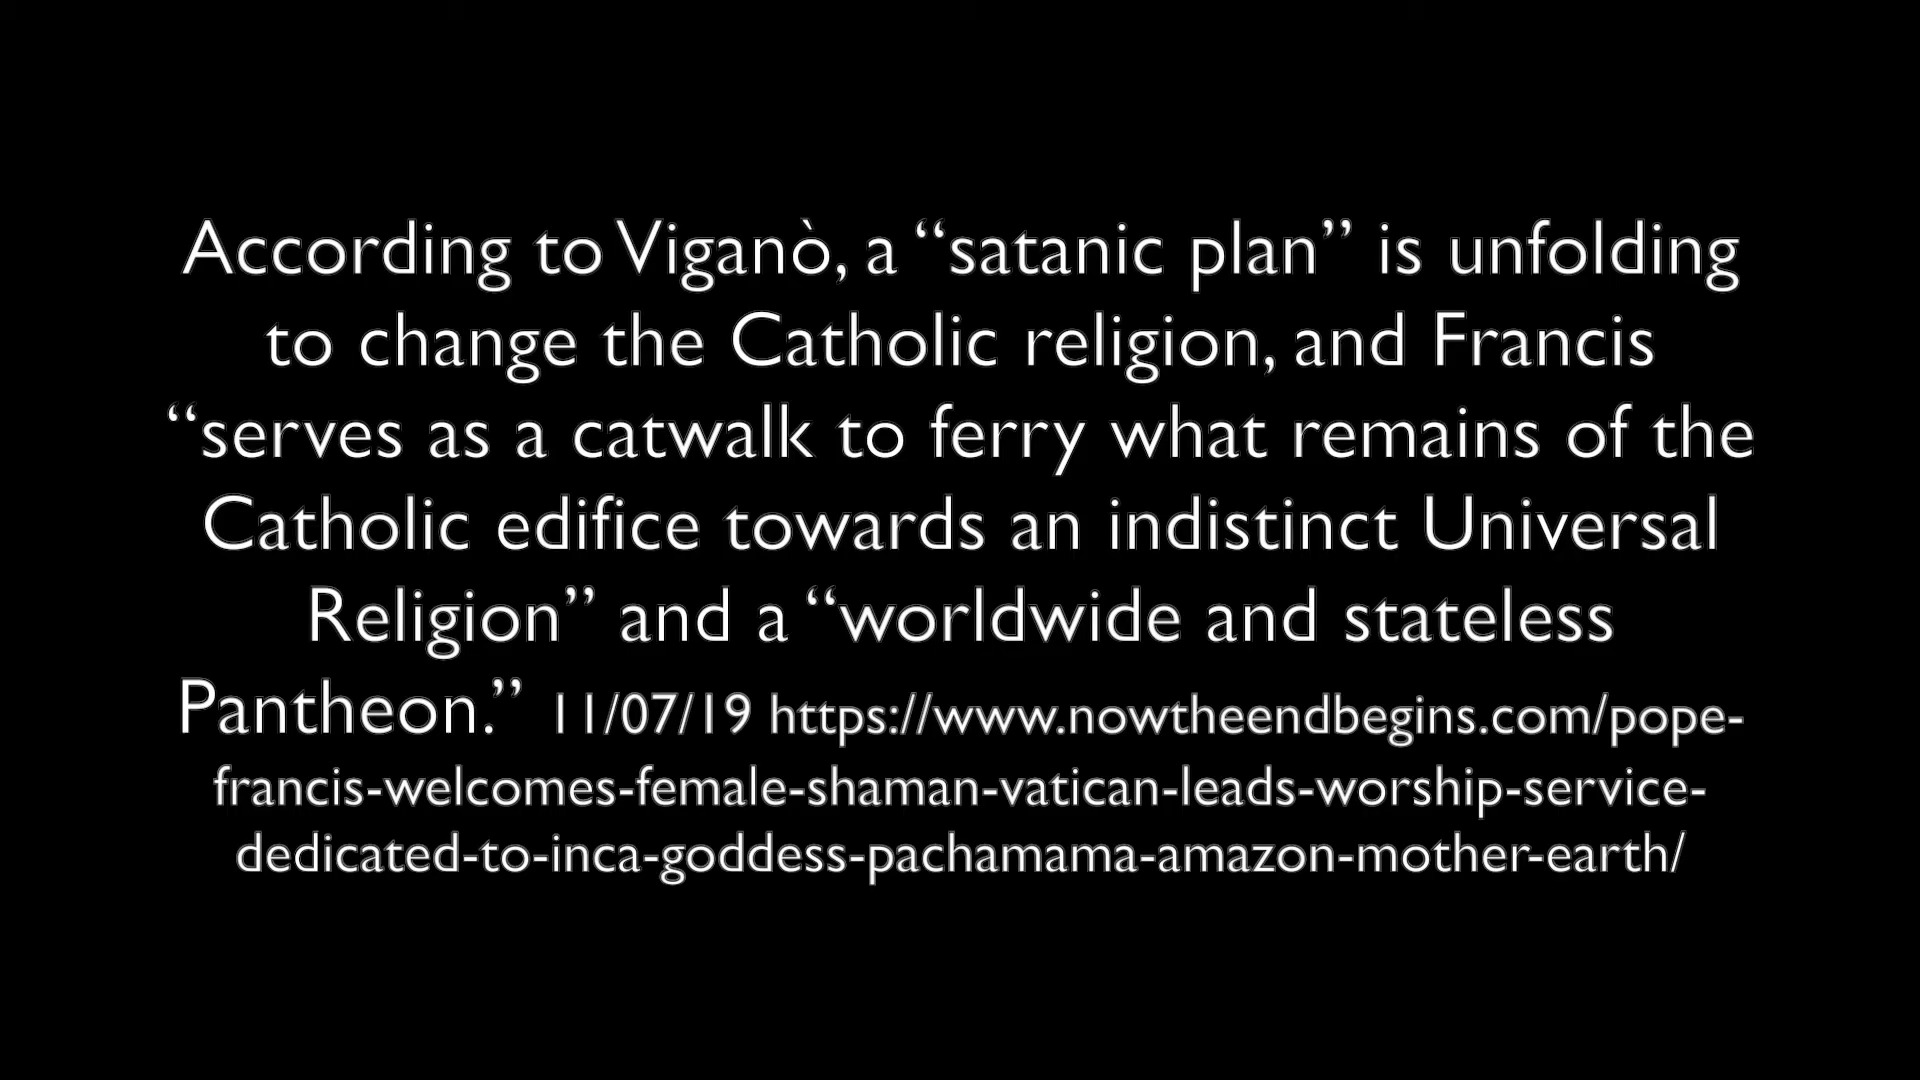 According to Viganò, a “satanic plan” is unfolding
to change the Catholic religion, and Francis
“serves as a catwalk to ferry what remains of the
Catholic edifice towards an indistinct Universal
Religion” and a “worldwide and stateless
Pantheon.” 11/07/19 https://www.nowtheendbegins.com/pope-
francis-welcomes-female-shaman-vatican-leads-worship-service-
dedicated-to-inca-goddess-pachamama-amazon-mother-earth/